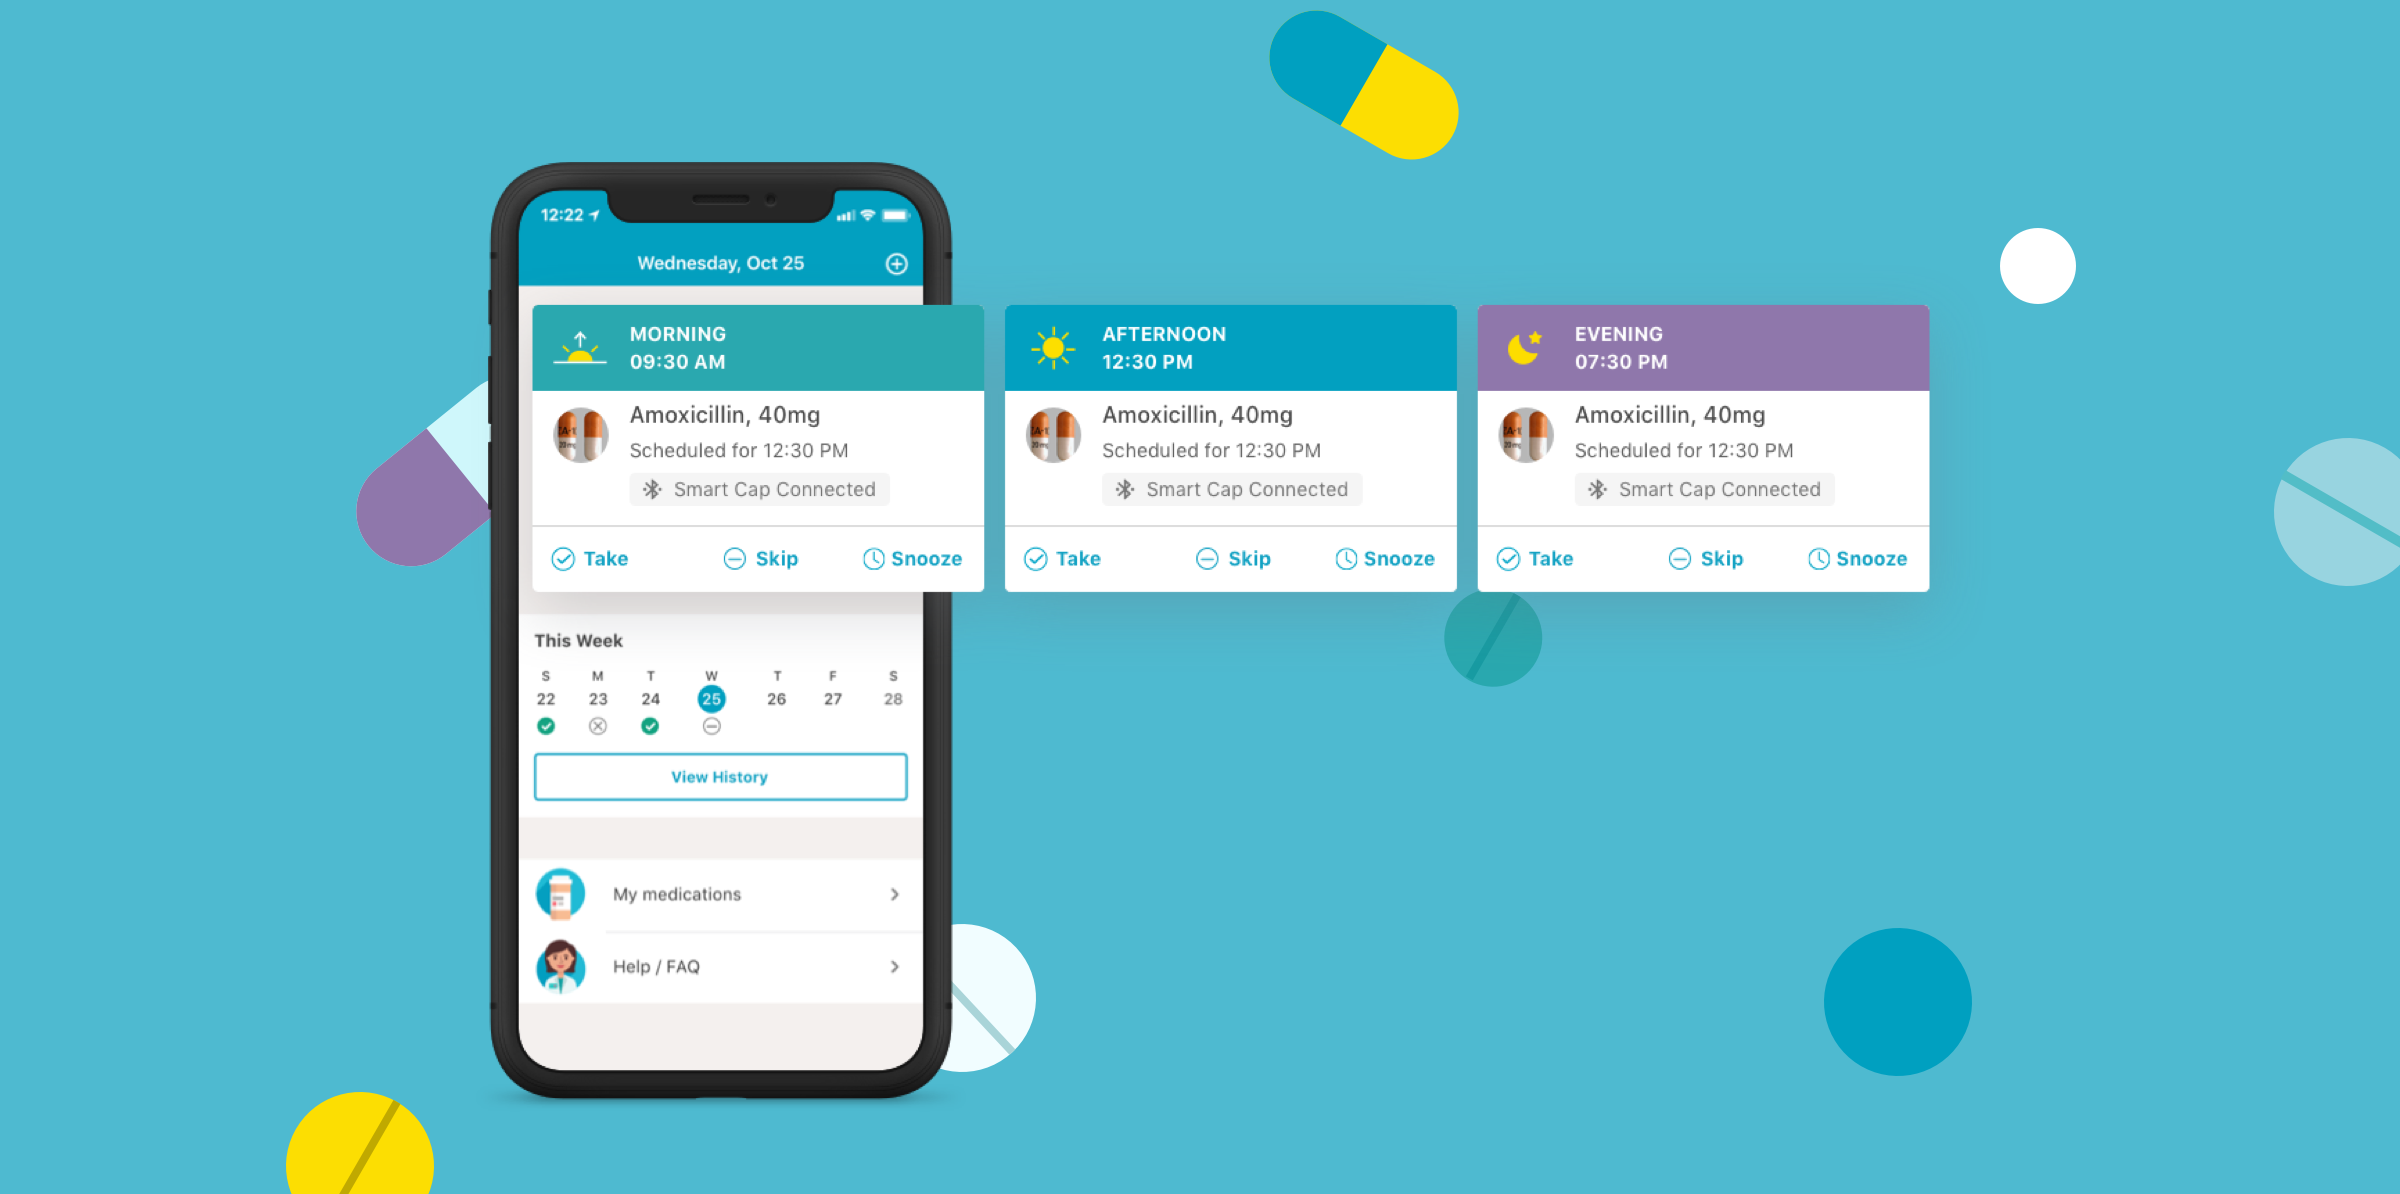 12:22
Wednesday, Oct 25
MORNING
09:30 AM
Amoxicillin, 40mg
Scheduled for 12:30 PM
Smart Cap Connected
Take Skip Snooze
AFTERNOON
12:30 PM
Amoxicillin, 40mg
Scheduled for 12:30 PM
Smart Cap Connected
Take Skip Snooze
EVENING
07:30 PM
Amoxicillin, 40mg
Scheduled for 12:30 PM
Smart Cap Connected
Take Skip Snooze
This Week
S M T W T F S
22 23 24 25 26 27 28
View History
My medications
Help / FAQ